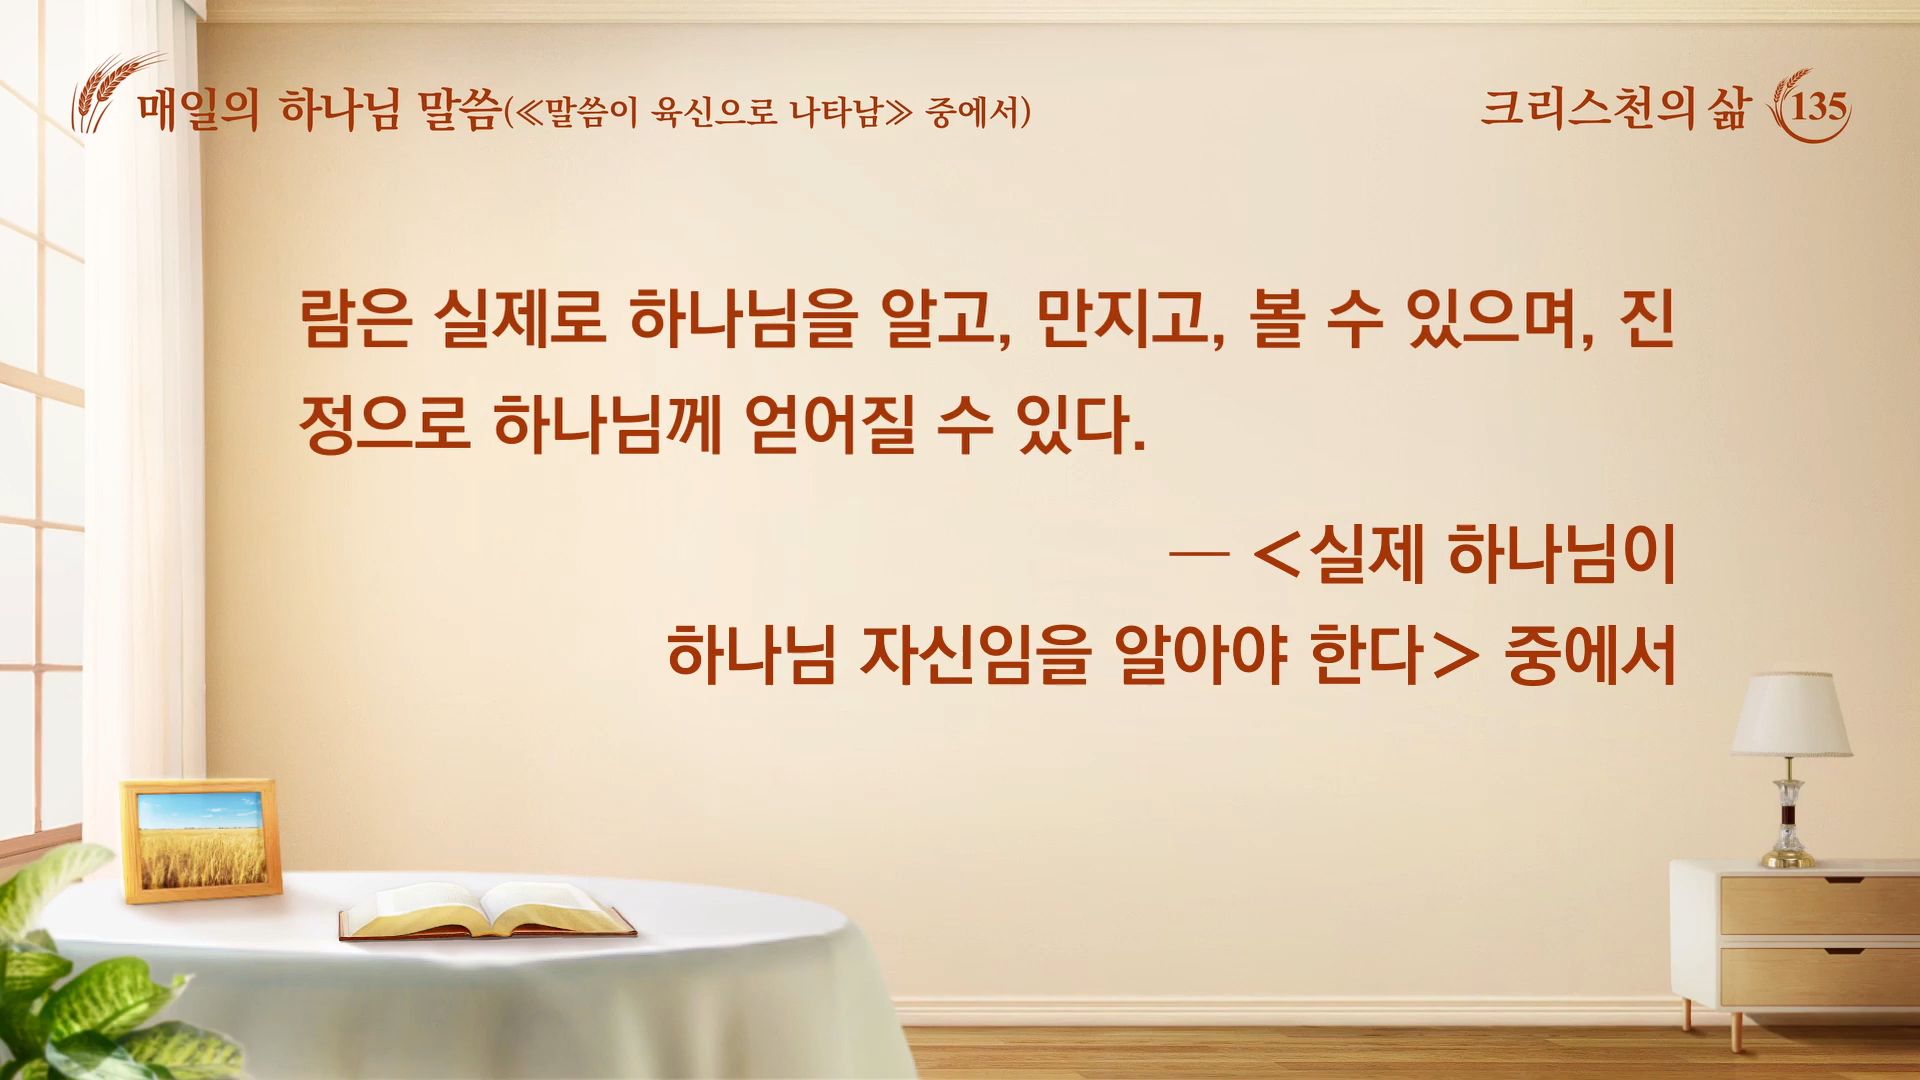 매일의 하나님 말씀(≪말씀이 육신으로 나타남≫ 중에서)
크리스천의 삶 135
람은 실제로 하나님을 알고, 만지고, 볼 수 있으며, 진
정으로 하나님께 얻어질 수 있다.
— <실제 하나님이
하나님 자신임을 알아야 한다> 중에서